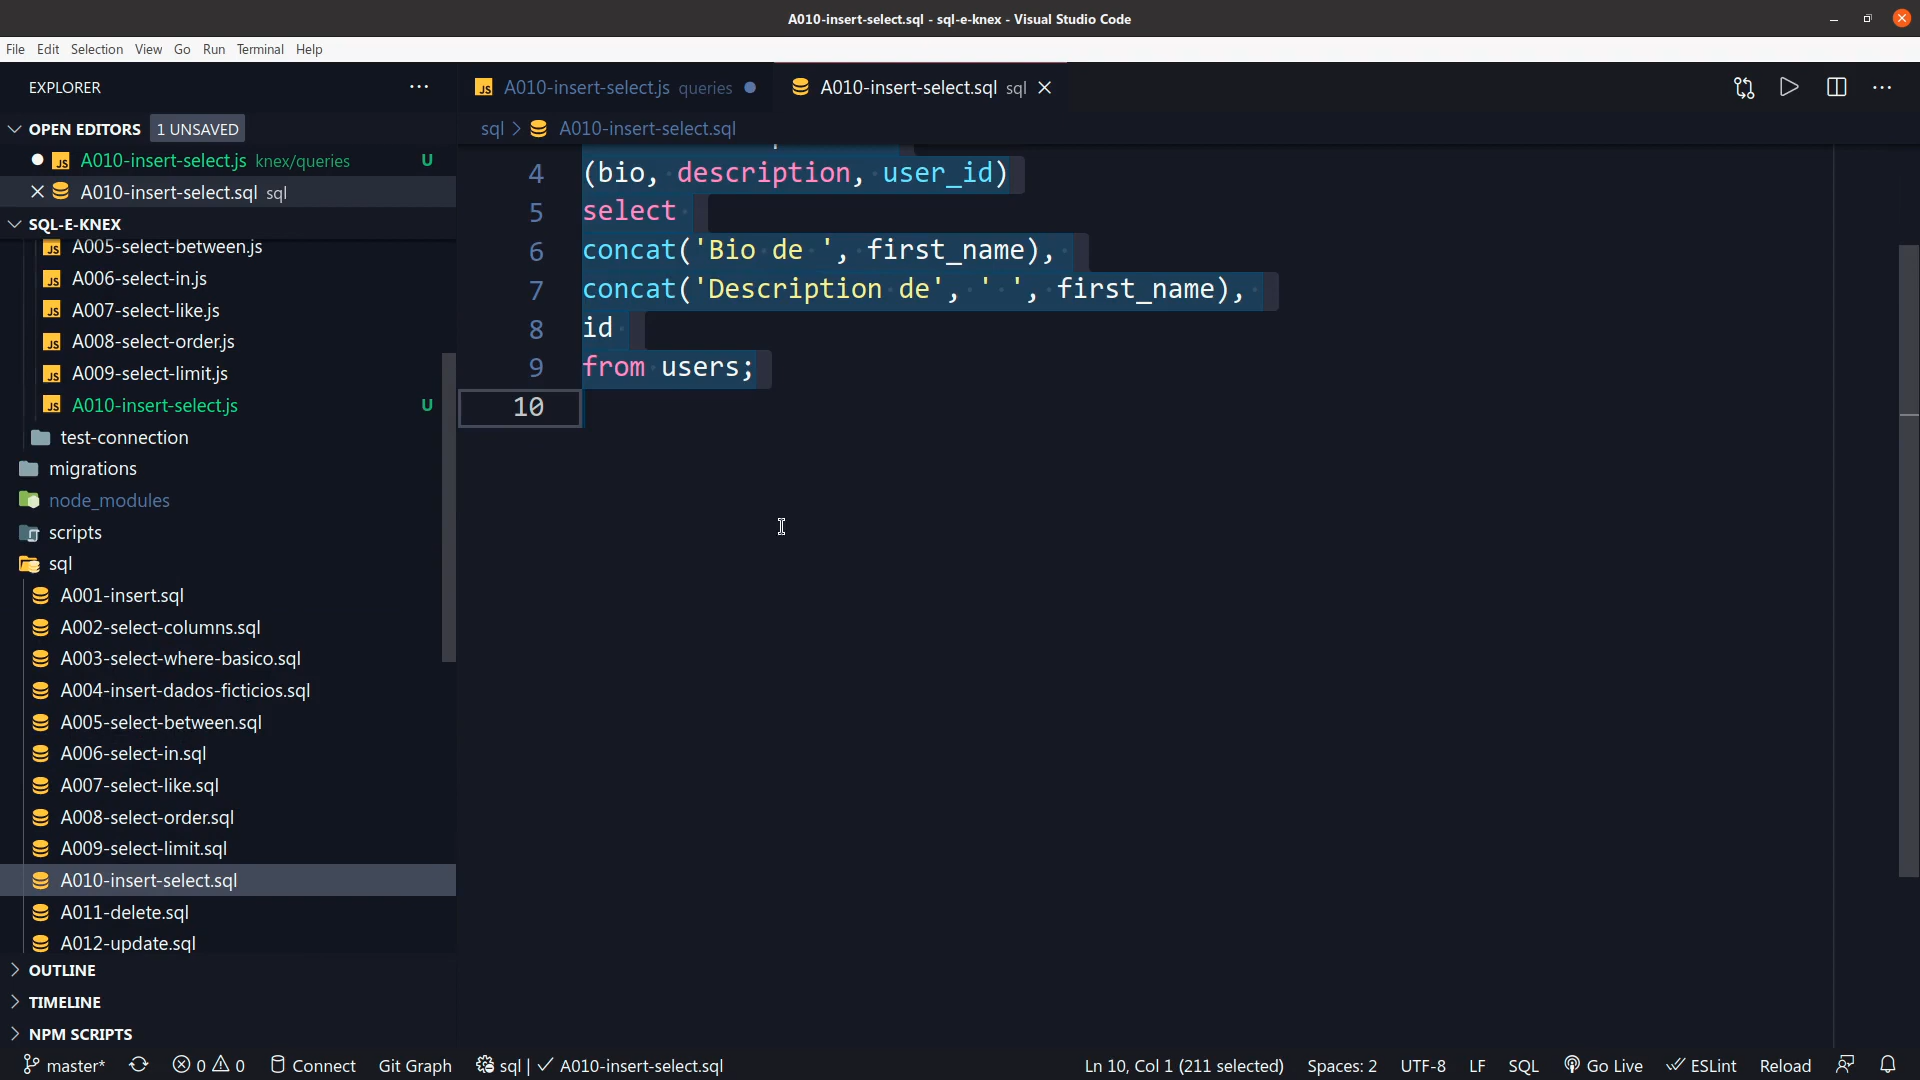 A010-insert-select.sql - sql-e-knex - Visual Studio Code
File Edit Selection View Go Run Terminal Help
EXPLORER
OPEN EDITORS 1 UNSAVED
A010-insert-select.js knex/queries U
A010-insert-select.sql sql
SQL-E-KNEX
A005-select-between.js
A006-select-in.js
A007-select-like.js
A008-select-order.js
A009-select-limit.js
A010-insert-select.js U
test-connection
migrations
node_modules
scripts
sql
A001-insert.sql
A002-select-columns.sql
A003-select-where-basico.sql
A004-insert-dados-ficticios.sql
A005-select-between.sql
A006-select-in.sql
A007-select-like.sql
A008-select-order.sql
A009-select-limit.sql
A010-insert-select.sql
A011-delete.sql
A012-update.sql
OUTLINE
TIMELINE
NPM SCRIPTS
A010-insert-select.js queries
A010-insert-select.sql sql
sql > A010-insert-select.sql
4 (bio, description, user_id)
5 select
6 concat('Bio de ', first_name),
7 concat('Description de', ' ', first_name),
8 id
9 from users;
10
master* 0 0 Connect Git Graph sql | A010-insert-select.sql Ln 10, Col 1 (211 selected) Spaces: 2 UTF-8 LF SQL Go Live ESLint Reload